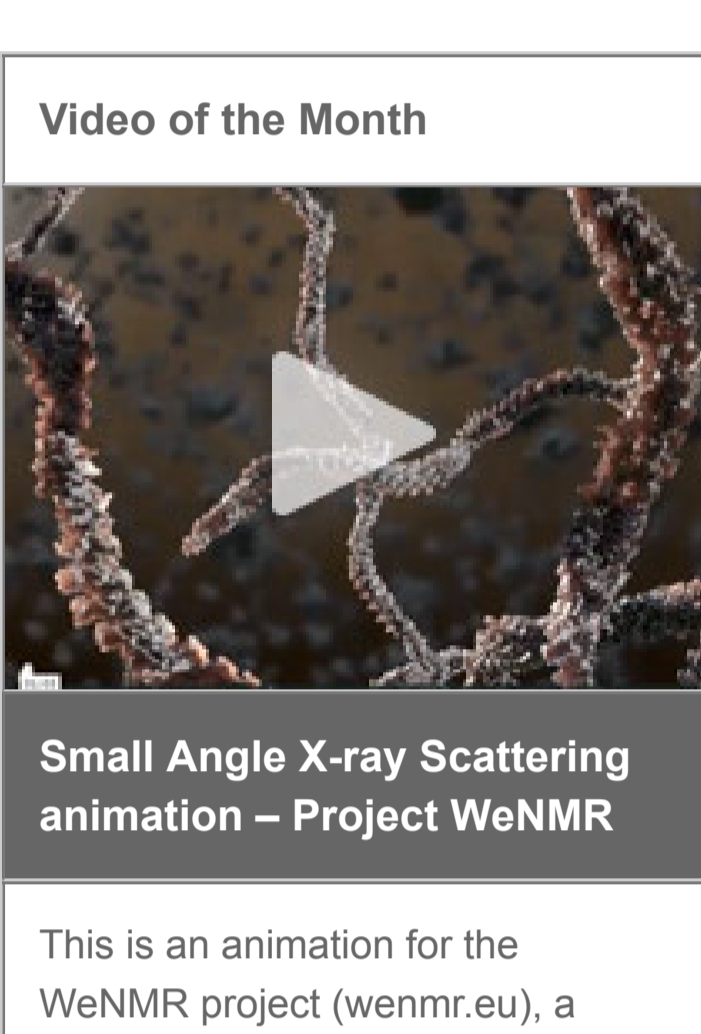 Video of the Month
Small Angle X-ray Scattering
animation – Project WeNMR
This is an animation for the
WeNMR project (wenmr.eu), a